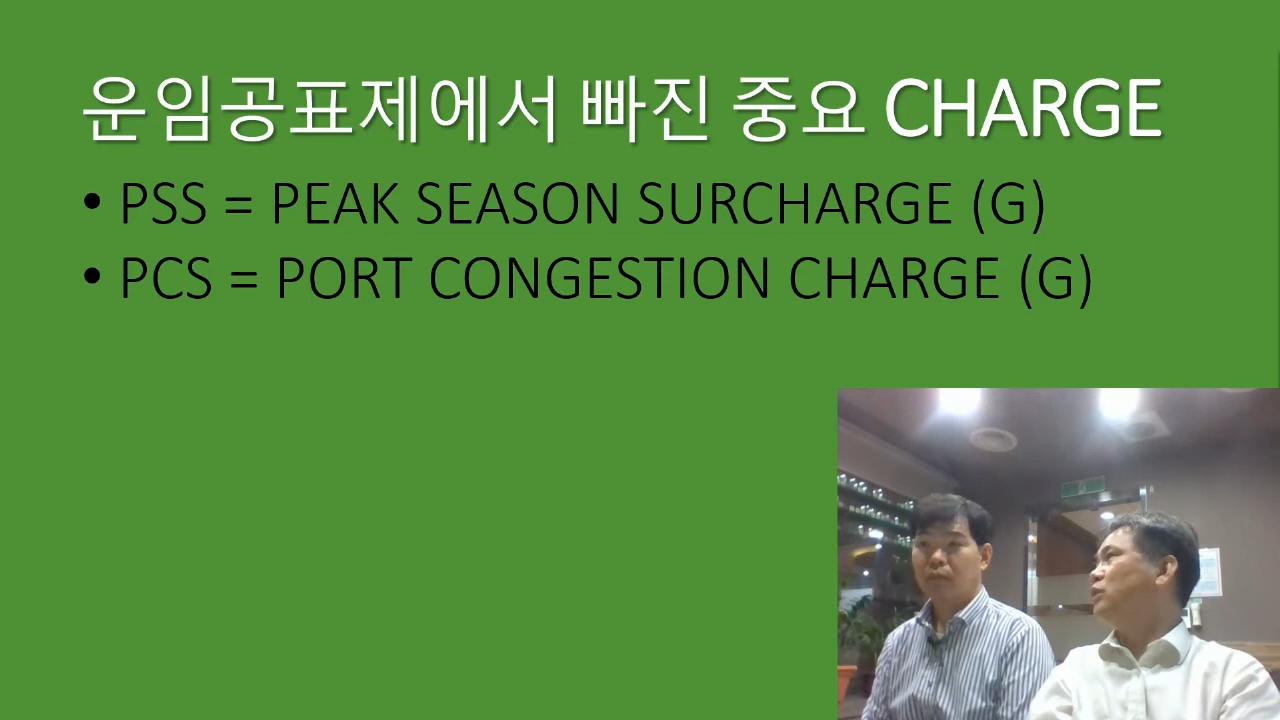 운임공표제에서 빠진 중요 CHARGE
• PSS = PEAK SEASON SURCHARGE (G)
• PCS = PORT CONGESTION CHARGE (G)